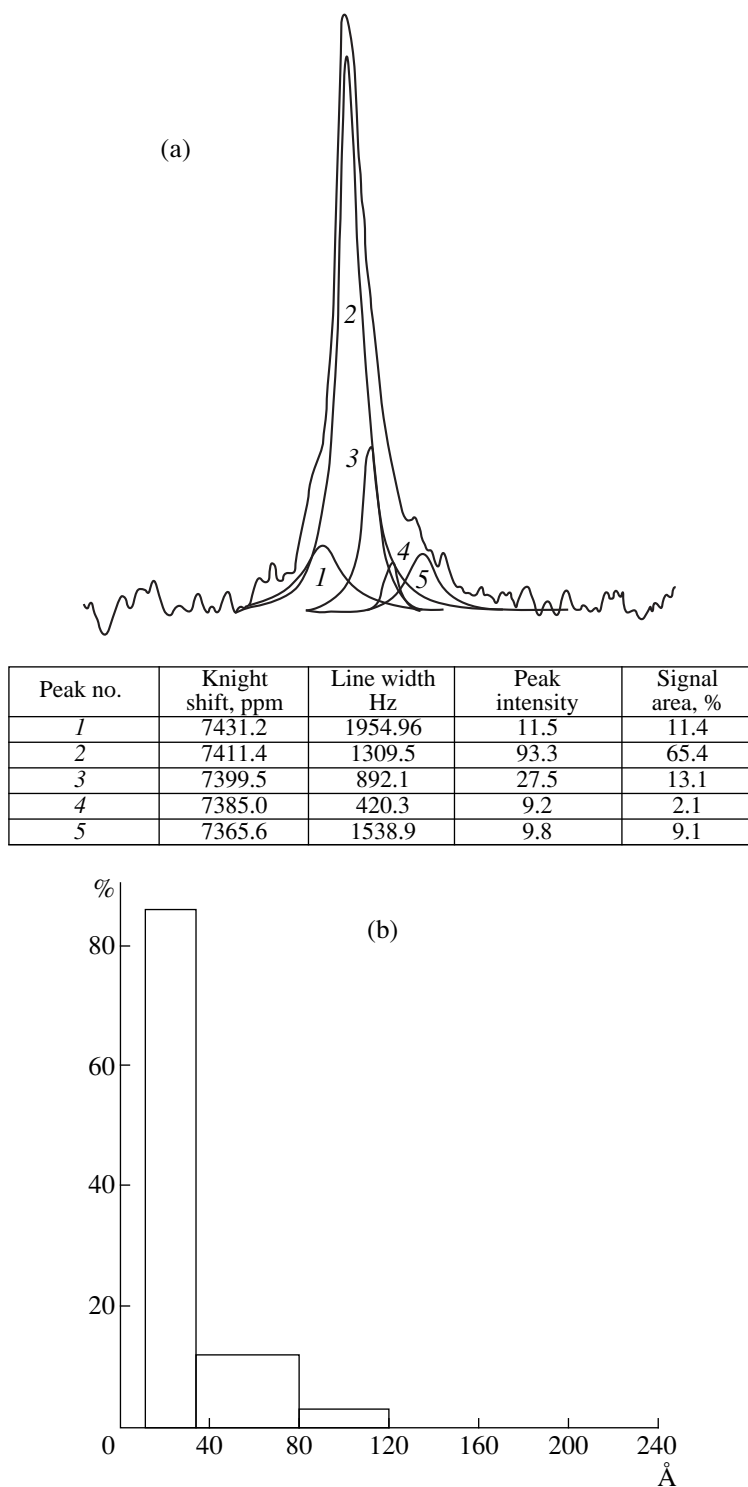 (a)
2
3
4
1
5
Peak no. Knight shift, ppm Line width Hz Peak intensity Signal area, %
1 7431.2 1954.96 11.5 11.4
2 7411.4 1309.5 93.3 65.4
3 7399.5 892.1 27.5 13.1
4 7385.0 420.3 9.2 2.1
5 7365.6 1538.9 9.8 9.1
%
(b)
80
60
40
20
0 40 80 120 160 200 240
Å